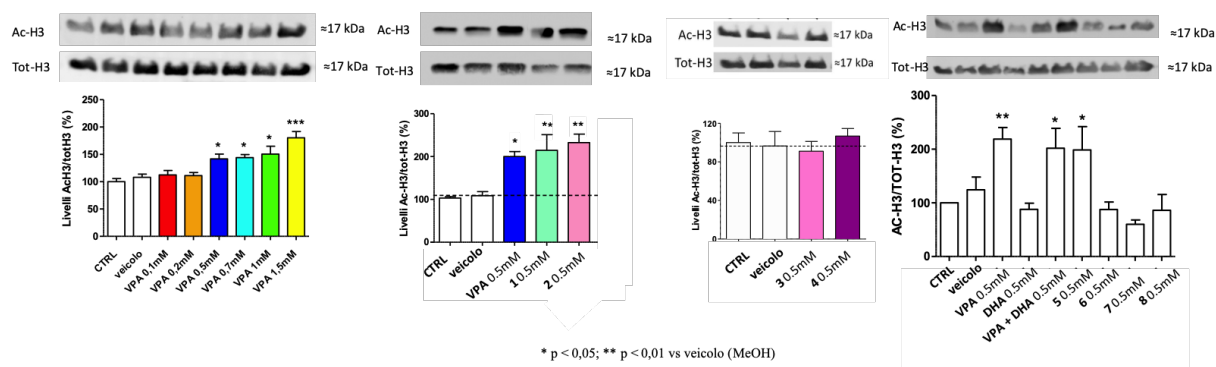 Ac-H3
≈17 kDa
Tot-H3
≈17 kDa
Livelli AcH3/totH3 (%)
250
200
150
100
50
0
*
*
*
***
CTRL
veicolo
VPA 0,1mM
VPA 0,2mM
VPA 0,5mM
VPA 0,7mM
VPA 1mM
VPA 1,5mM
Ac-H3
≈17 kDa
Tot-H3
≈17 kDa
Livelli Ac-H3/tot-H3 (%)
300
200
100
0
*
**
**
CTRL
veicolo
VPA 0.5mM
1 0.5mM
2 0.5mM
Ac-H3
≈17 kDa
Tot-H3
≈17 kDa
Livelli Ac-H3/tot-H3 (%)
120
80
40
0
CTRL
veicolo
3 0.5mM
4 0.5mM
Ac-H3
≈17 kDa
Tot-H3
≈17 kDa
AC-H3/TOT-H3 (%)
300
200
100
0
**
*
*
CTRL
veicolo
VPA 0.5mM
DHA 0.5mM
VPA + DHA 0.5mM
5 0.5mM
6 0.5mM
7 0.5mM
8 0.5mM
* p < 0,05; ** p < 0,01 vs veicolo (MeOH)